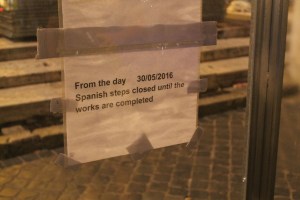 From the day 30/05/2016
Spanish steps closed until the
works are completed